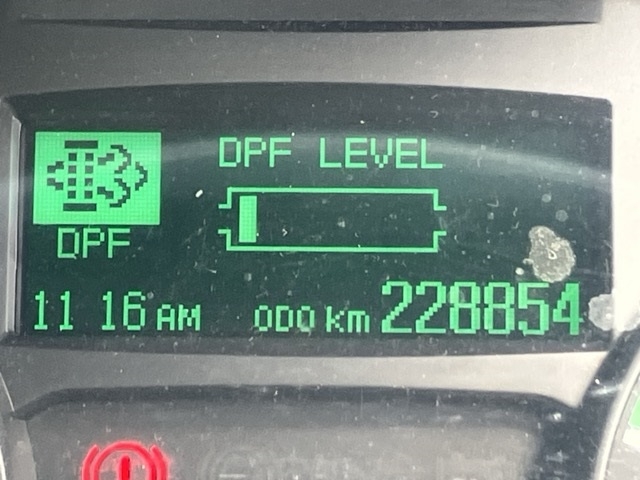 DPF LEVEL
DPF
11 16 AM ODO km 228854